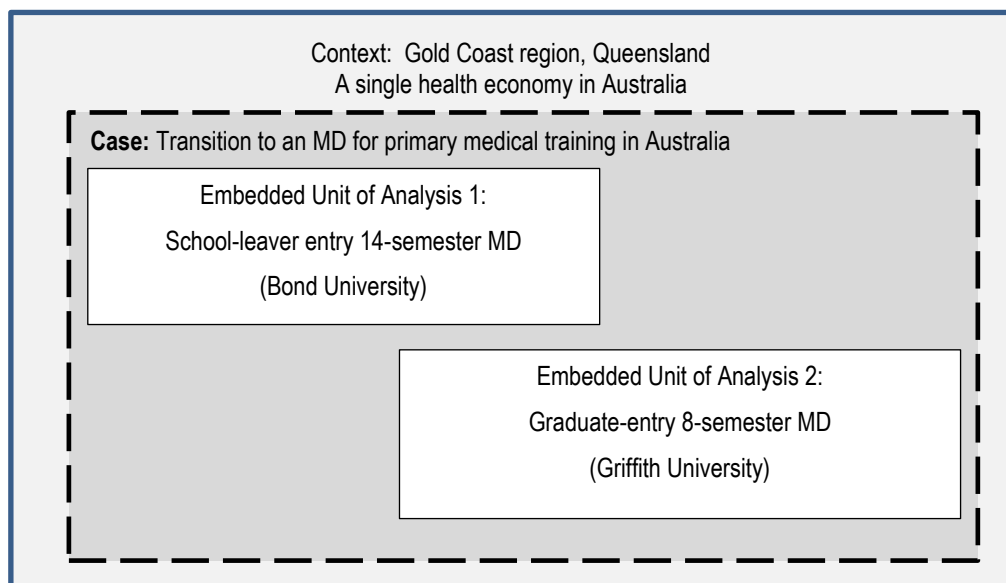 Context: Gold Coast region, Queensland
A single health economy in Australia
Case: Transition to an MD for primary medical training in Australia
Embedded Unit of Analysis 1:
School-leaver entry 14-semester MD
(Bond University)
Embedded Unit of Analysis 2:
Graduate-entry 8-semester MD
(Griffith University)